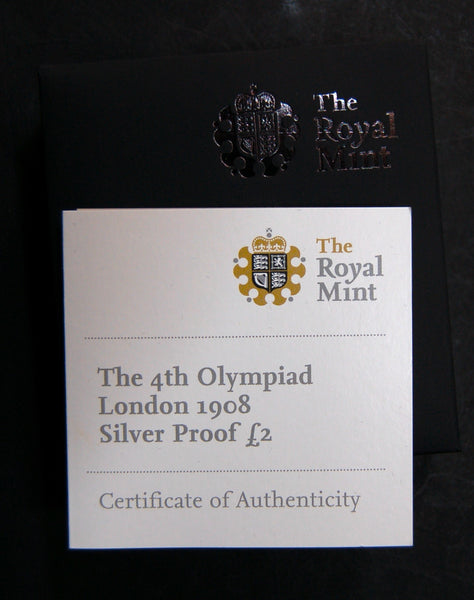 The
Royal
Mint
The
Royal
Mint
The 4th Olympiad
London 1908
Silver Proof £2
Certificate of Authenticity